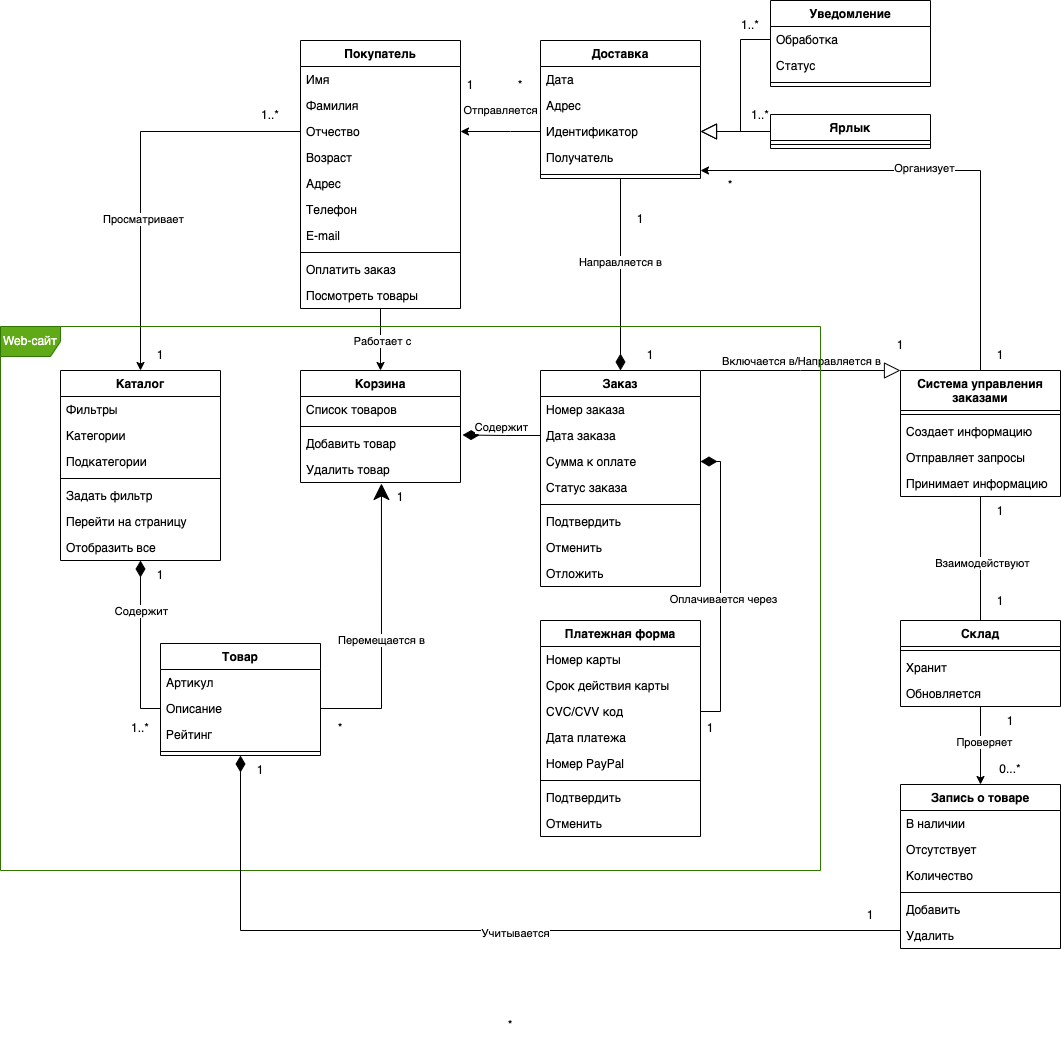 Уведомление
Обработка
Статус
1..*
Ярлык
1..*
Покупатель
Имя
Фамилия
Отчество
Возраст
Адрес
Телефон
E-mail
Оплатить заказ
Посмотреть товары
Доставка
Дата
Адрес
Идентификатор
Получатель
1
*
Отправляется
1..*
Просматривает
1
*
Организует
1
Направляется в
1
Web-сайт
Работает с
Включается в/Направляется в
1
1
Каталог
Фильтры
Категории
Подкатегории
Задать фильтр
Перейти на страницу
Отобразить все
Корзина
Список товаров
Добавить товар
Удалить товар
Содержит
Заказ
Номер заказа
Дата заказа
Сумма к оплате
Статус заказа
Подтвердить
Отменить
Отложить
Система управления
заказами
Создает информацию
Отправляет запросы
Принимает информацию
1
1
Содержит
1..*
1
Перемещается в
*
Оплачивается через
1
Взаимодействуют
1
Товар
Артикул
Описание
Рейтинг
1
Платежная форма
Номер карты
Срок действия карты
CVC/CVV код
Дата платежа
Номер PayPal
Подтвердить
Отменить
Склад
Хранит
Обновляется
1
Проверяет
0...*
Запись о товаре
В наличии
Отсутствует
Количество
Добавить
Удалить
1
Учитывается
*